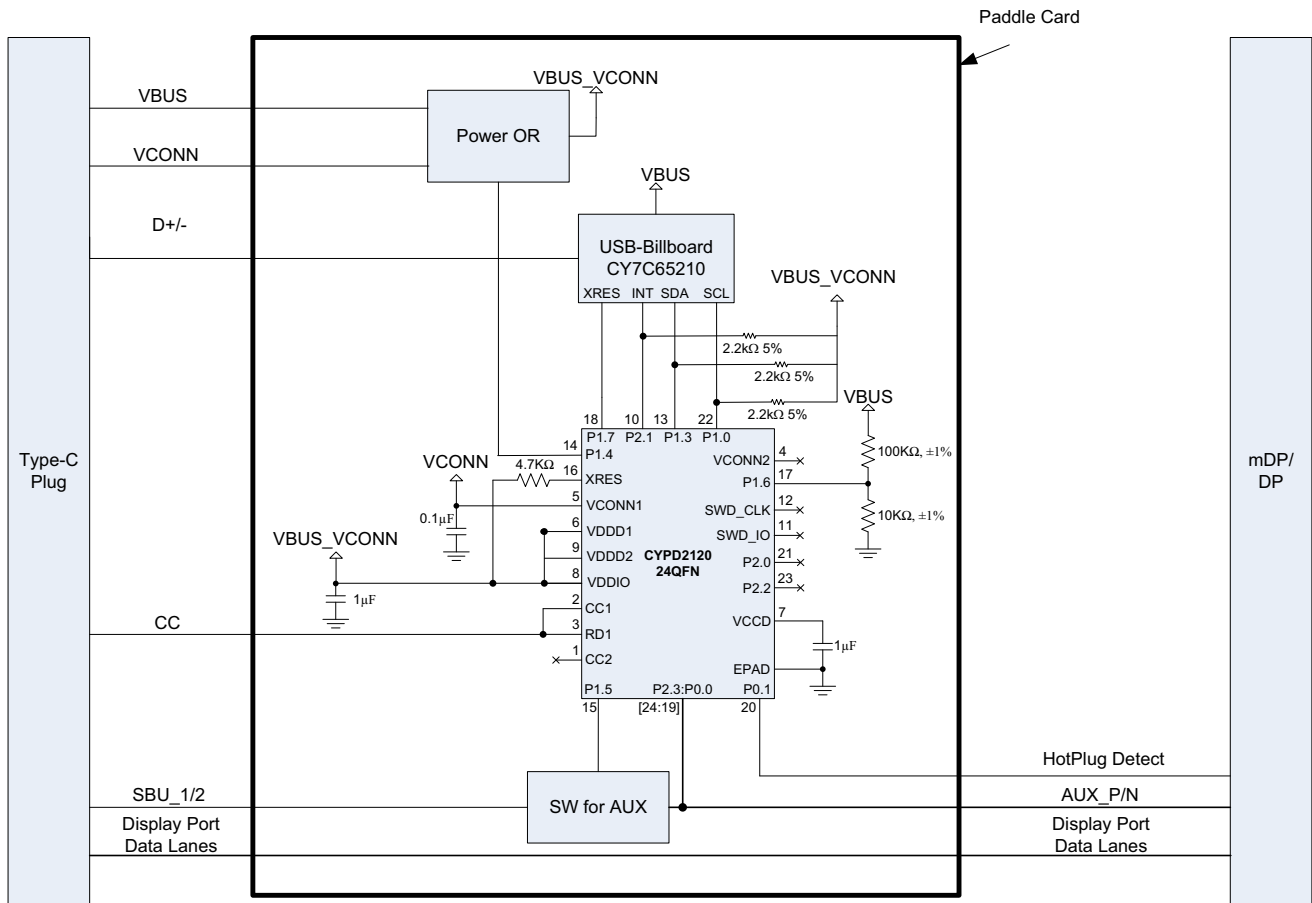 Paddle Card
VBUS
VCONN
D+/-
Power OR
VBUS_VCONN
VBUS
USB-Billboard
CY7C65210
XRES INT SDA SCL
VBUS_VCONN
2.2kΩ 5%
2.2kΩ 5%
2.2kΩ 5%
VBUS
100KΩ, ±1%
10KΩ, ±1%
18 10 13 22
P1.7 P2.1 P1.3 P1.0
14 P1.4
4.7KΩ
16 XRES
VCONN
5 VCONN1
0.1µF
6 VDDD1
VBUS_VCONN
9 VDDD2
8 VDDIO
1µF
2 CC1
3 RD1
1 CC2
CC
CYPD2120
24QFN
VCONN2 4
P1.6 17
SWD_CLK 12
SWD_IO 11
P2.0 21
P2.2 23
VCCD 7
1µF
EPAD
P1.5 P2.3:P0.0 P0.1
15 [24:19] 20
Type-C
Plug
mDP/
DP
HotPlug Detect
SBU_1/2
SW for AUX
AUX_P/N
Display Port
Data Lanes
Display Port
Data Lanes